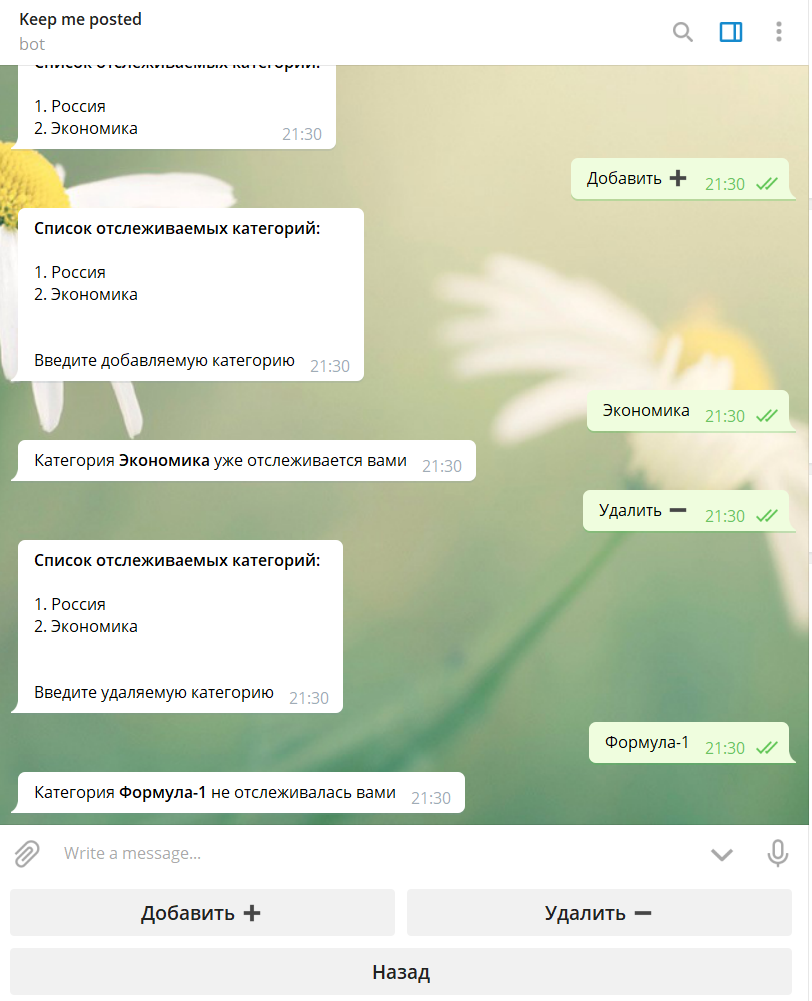 Keep me posted
bot
Список отслеживаемых категорий:
1. Россия
2. Экономика
21:30
Добавить ➕ 21:30
Список отслеживаемых категорий:
1. Россия
2. Экономика
Введите добавляемую категорию 21:30
Экономика 21:30
Категория Экономика уже отслеживается вами 21:30
Удалить ➖ 21:30
Список отслеживаемых категорий:
1. Россия
2. Экономика
Введите удаляемую категорию 21:30
Формула-1 21:30
Категория Формула-1 не отслеживалась вами 21:30
Write a message...
Добавить ➕
Удалить ➖
Назад